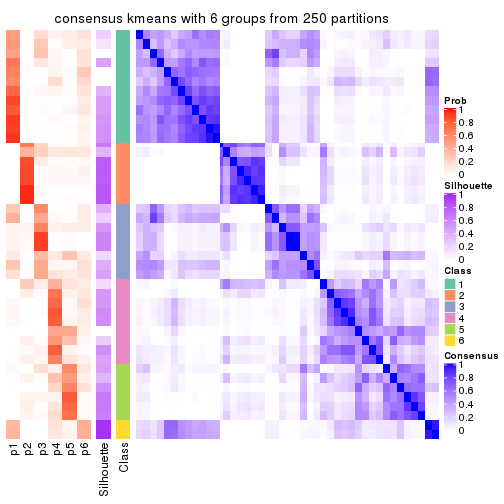 consensus kmeans with 6 groups from 250 partitions
Prob
1
0.8
0.6
0.4
0.2
0
Silhouette
1
0.8
0.6
0.4
0.2
0
Class
1
2
3
4
5
6
Consensus
1
0.8
0.6
0.4
0.2
0
p1
p2
p3
p4
p5
p6
Silhouette
Class